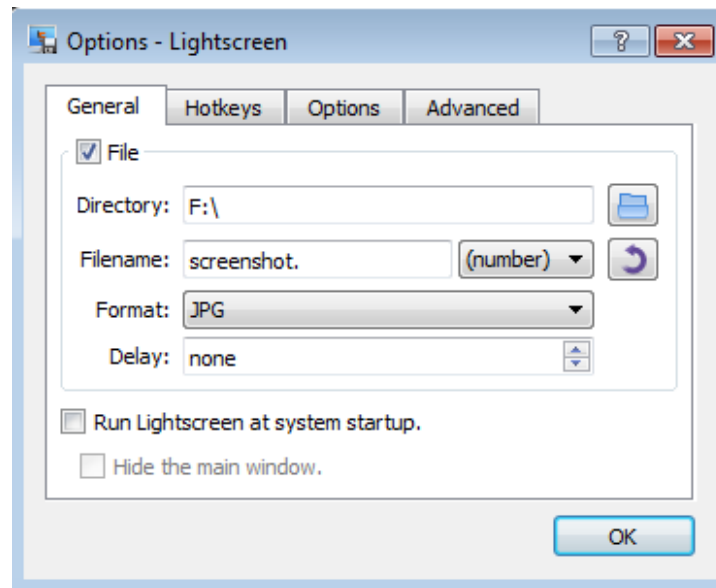 Options - Lightscreen ?
General Hotkeys Options Advanced
File
Directory: F:\
Filename: screenshot. (number)
Format: JPG
Delay: none
Run Lightscreen at system startup.
Hide the main window.
OK